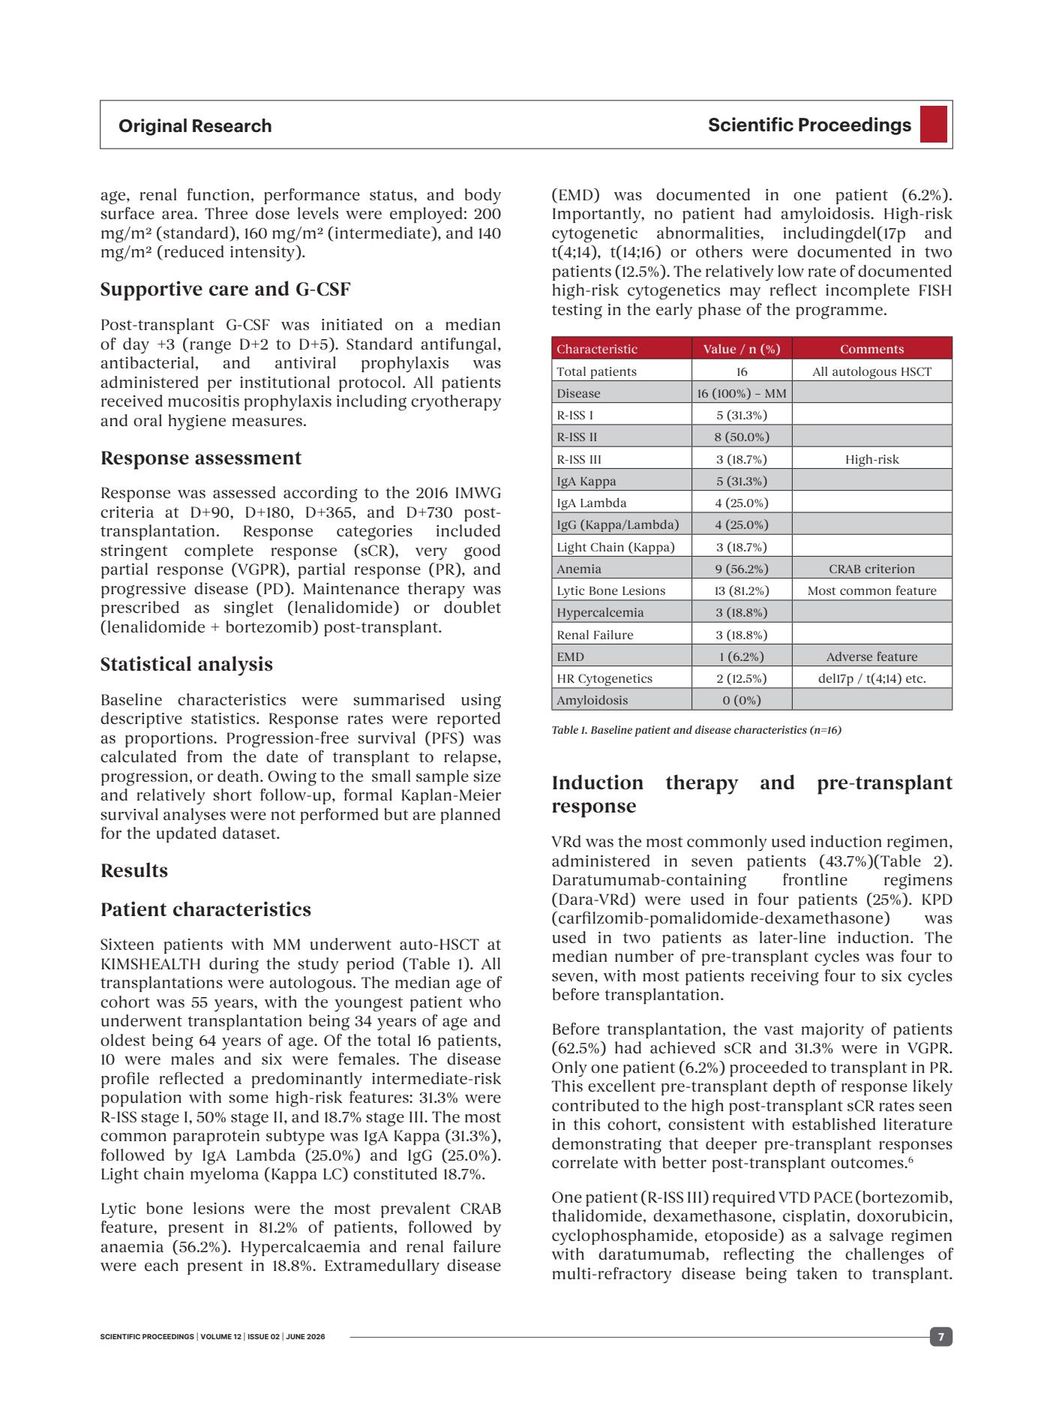 Original Research
Scientific Proceedings
age, renal function, performance status, and body
surface area. Three dose levels were employed: 200
mg/m² (standard), 160 mg/m² (intermediate), and 140
mg/m² (reduced intensity).
Supportive care and G-CSF
Post-transplant G-CSF was initiated on a median
of day +3 (range D+2 to D+5). Standard antifungal,
antibacterial, and antiviral prophylaxis was
administered per institutional protocol. All patients
received mucositis prophylaxis including cryotherapy
and oral hygiene measures.
Response assessment
Response was assessed according to the 2016 IMWG
criteria at D+90, D+180, D+365, and D+730 post-
transplantation. Response categories included
stringent complete response (sCR), very good
partial response (VGPR), partial response (PR), and
progressive disease (PD). Maintenance therapy was
prescribed as singlet (lenalidomide) or doublet
(lenalidomide + bortezomib) post-transplant.
Statistical analysis
Baseline characteristics were summarised using
descriptive statistics. Response rates were reported
as proportions. Progression-free survival (PFS) was
calculated from the date of transplant to relapse,
progression, or death. Owing to the small sample size
and relatively short follow-up, formal Kaplan-Meier
survival analyses were not performed but are planned
for the updated dataset.
Results
Patient characteristics
Sixteen patients with MM underwent auto-HSCT at
KIMSHEALTH during the study period (Table 1). All
transplantations were autologous. The median age of
cohort was 55 years, with the youngest patient who
underwent transplantation being 34 years of age and
oldest being 64 years of age. Of the total 16 patients,
10 were males and six were females. The disease
profile reflected a predominantly intermediate-risk
population with some high-risk features: 31.3% were
R-ISS stage I, 50% stage II, and 18.7% stage III. The most
common paraprotein subtype was IgA Kappa (31.3%),
followed by IgA Lambda (25.0%) and IgG (25.0%).
Light chain myeloma (Kappa LC) constituted 18.7%.
Lytic bone lesions were the most prevalent CRAB
feature, present in 81.2% of patients, followed by
anaemia (56.2%). Hypercalcaemia and renal failure
were each present in 18.8%. Extramedullary disease
(EMD) was documented in one patient (6.2%).
Importantly, no patient had amyloidosis. High-risk
cytogenetic abnormalities, includingdel(17p and
t(4;14), t(14;16) or others were documented in two
patients (12.5%). The relatively low rate of documented
high-risk cytogenetics may reflect incomplete FISH
testing in the early phase of the programme.
Characteristic Value / n (%) Comments
Total patients 16 All autologous HSCT
Disease 16 (100%) – MM
R-ISS I 5 (31.3%)
R-ISS II 8 (50.0%)
R-ISS III 3 (18.7%) High-risk
IgA Kappa 5 (31.3%)
IgA Lambda 4 (25.0%)
IgG (Kappa/Lambda) 4 (25.0%)
Light Chain (Kappa) 3 (18.7%)
Anemia 9 (56.2%) CRAB criterion
Lytic Bone Lesions 13 (81.2%) Most common feature
Hypercalcemia 3 (18.8%)
Renal Failure 3 (18.8%)
EMD 1 (6.2%) Adverse feature
HR Cytogenetics 2 (12.5%) del17p / t(4;14) etc.
Amyloidosis 0 (0%)
Table 1. Baseline patient and disease characteristics (n=16)
Induction therapy and pre-transplant
response
VRd was the most commonly used induction regimen,
administered in seven patients (43.7%)(Table 2).
Daratumumab-containing frontline regimens
(Dara-VRd) were used in four patients (25%). KPD
(carfilzomib-pomalidomide-dexamethasone) was
used in two patients as later-line induction. The
median number of pre-transplant cycles was four to
seven, with most patients receiving four to six cycles
before transplantation.
Before transplantation, the vast majority of patients
(62.5%) had achieved sCR and 31.3% were in VGPR.
Only one patient (6.2%) proceeded to transplant in PR.
This excellent pre-transplant depth of response likely
contributed to the high post-transplant sCR rates seen
in this cohort, consistent with established literature
demonstrating that deeper pre-transplant responses
correlate with better post-transplant outcomes.⁶
One patient (R-ISS III) required VTD PACE (bortezomib,
thalidomide, dexamethasone, cisplatin, doxorubicin,
cyclophosphamide, etoposide) as a salvage regimen
with daratumumab, reflecting the challenges of
multi-refractory disease being taken to transplant.
SCIENTIFIC PROCEEDINGS | VOLUME 12 | ISSUE 02 | JUNE 2026
7